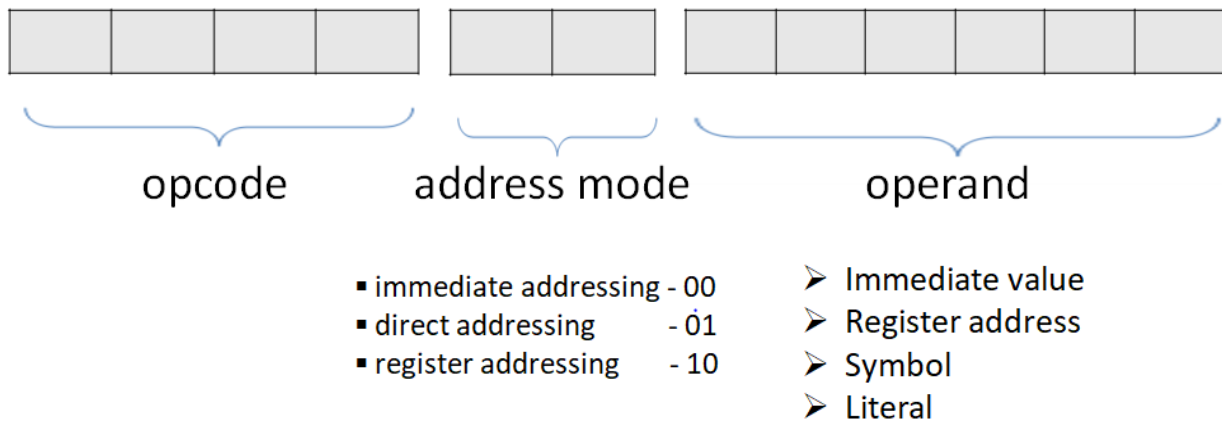 opcode
address mode
operand
▪ immediate addressing - 00
▪ direct addressing - 01
▪ register addressing - 10
➢ Immediate value
➢ Register address
➢ Symbol
➢ Literal